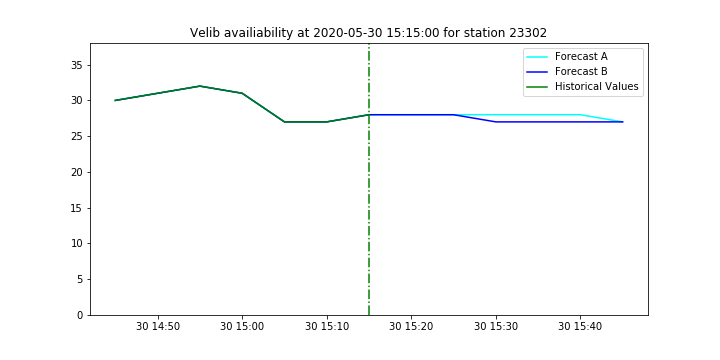 Velib availiability at 2020-05-30 15:15:00 for station 23302
Forecast A
Forecast B
Historical Values
35
30
25
20
15
10
5
0
30 14:50 30 15:00 30 15:10 30 15:20 30 15:30 30 15:40